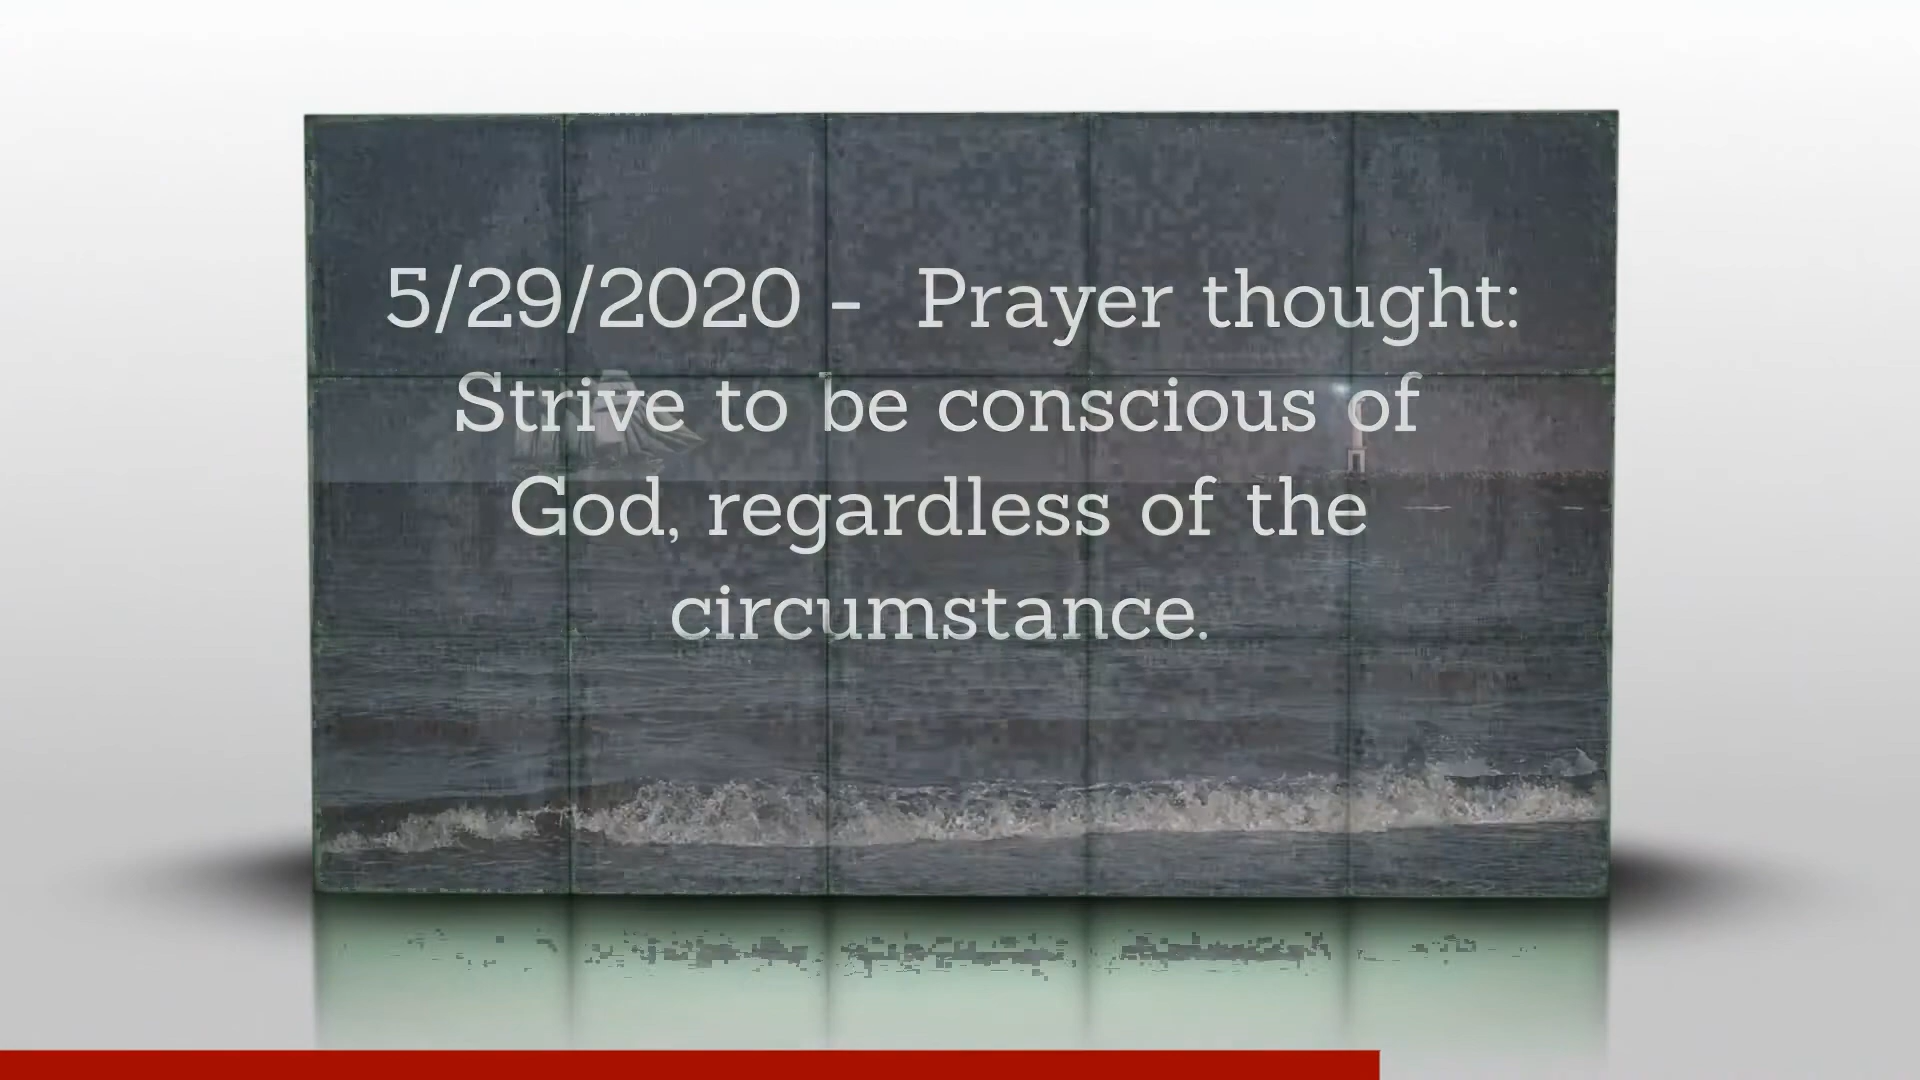 5/29/2020 - Prayer thought:
Strive to be conscious of
God, regardless of the
circumstance.